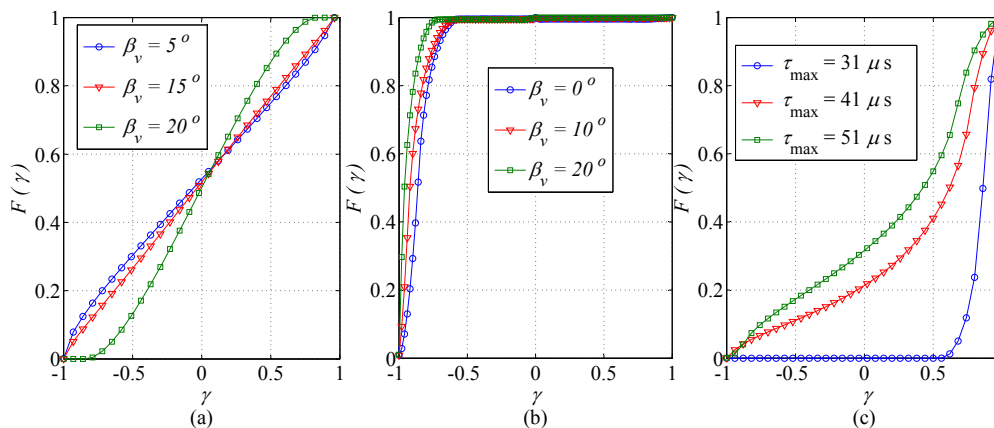 1
0.8
0.6
0.4
0.2
0
F(γ)
-1
-0.5
0
0.5
1
γ
(a)
β_v = 5°
β_v = 15°
β_v = 20°
1
0.8
0.6
0.4
0.2
0
F(γ)
-1
-0.5
0
0.5
1
γ
(b)
β_v = 0°
β_v = 10°
β_v = 20°
1
0.8
0.6
0.4
0.2
0
F(γ)
-1
-0.5
0
0.5
γ
(c)
τ_max = 31 μs
τ_max = 41 μs
τ_max = 51 μs